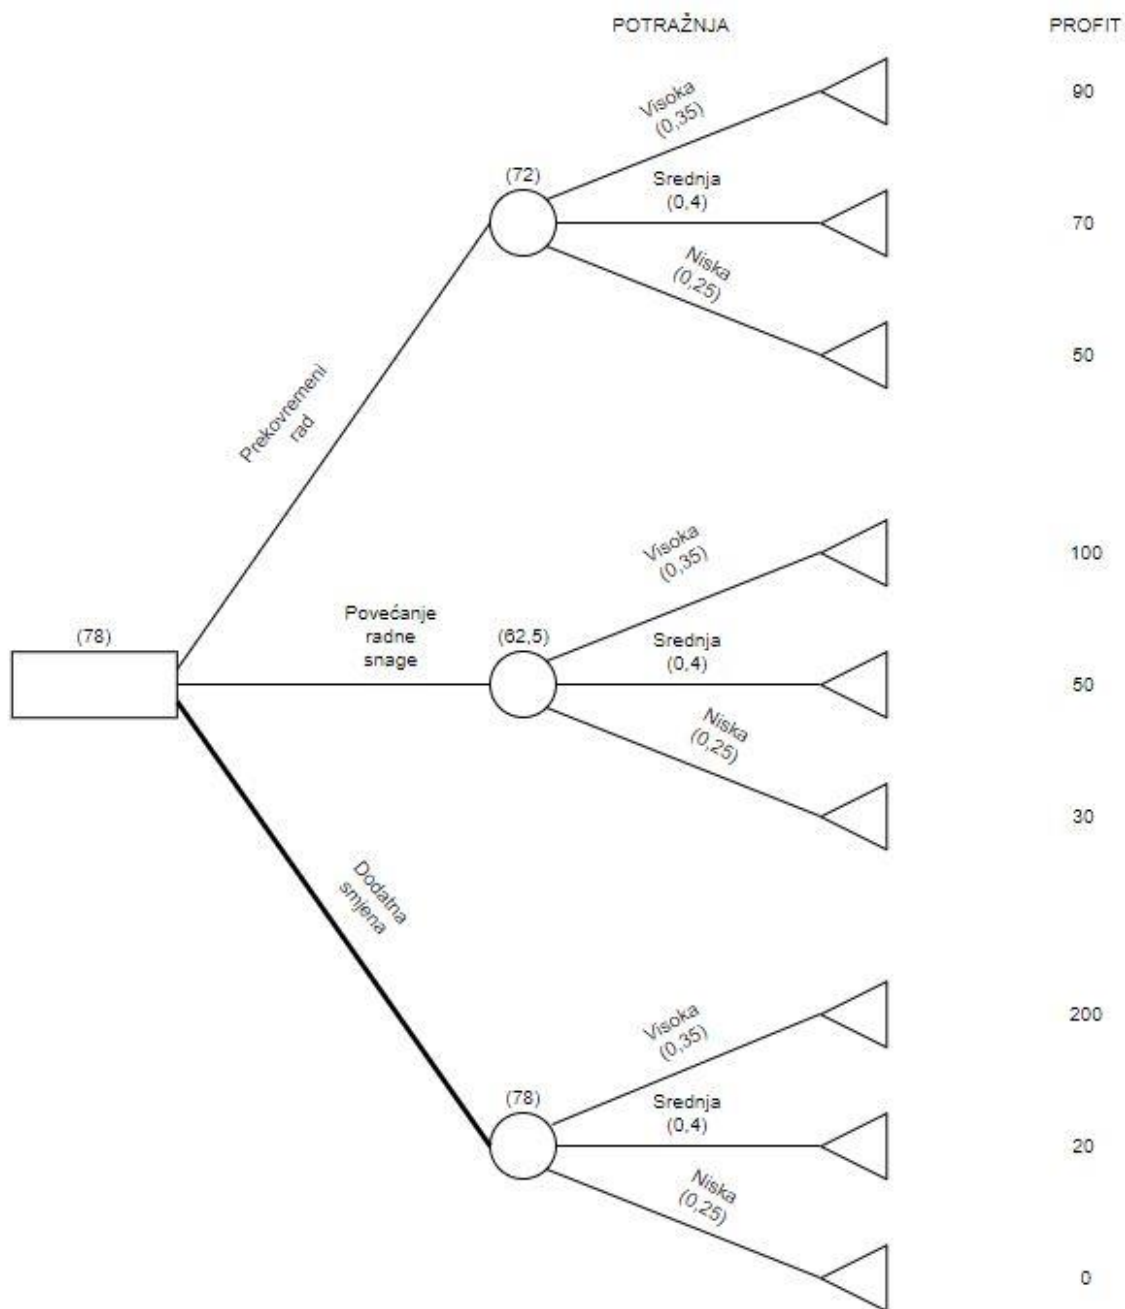 POTRAŽNJA
PROFIT
Visoka
(0,35)
90
(72)
Srednja
(0,4)
70
Niska
(0,25)
50
Prekovremeni
rad
Visoka
(0,35)
100
Povećanje
radne
snage
(78)
(62,5)
Srednja
(0,4)
50
Niska
(0,25)
30
Dodatna
smjena
Visoka
(0,35)
200
(78)
Srednja
(0,4)
20
Niska
(0,25)
0